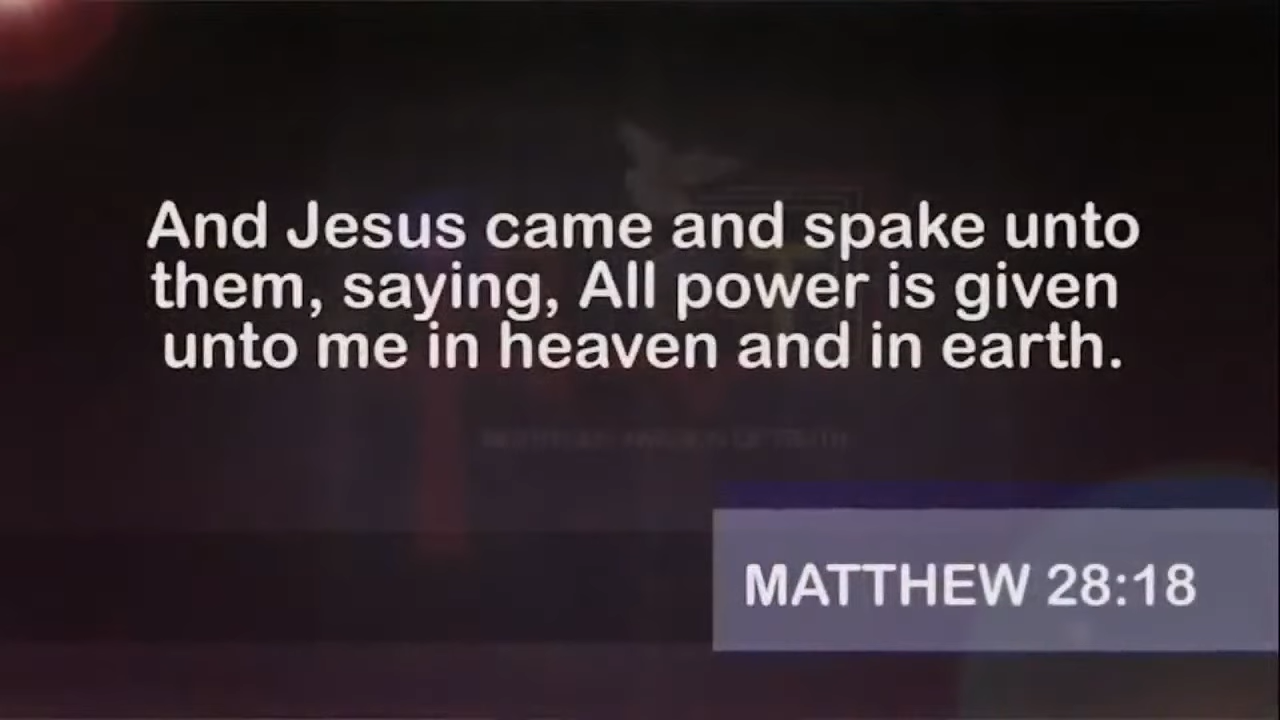 And Jesus came and spake unto
them, saying, All power is given
unto me in heaven and in earth.
MATTHEW 28:18